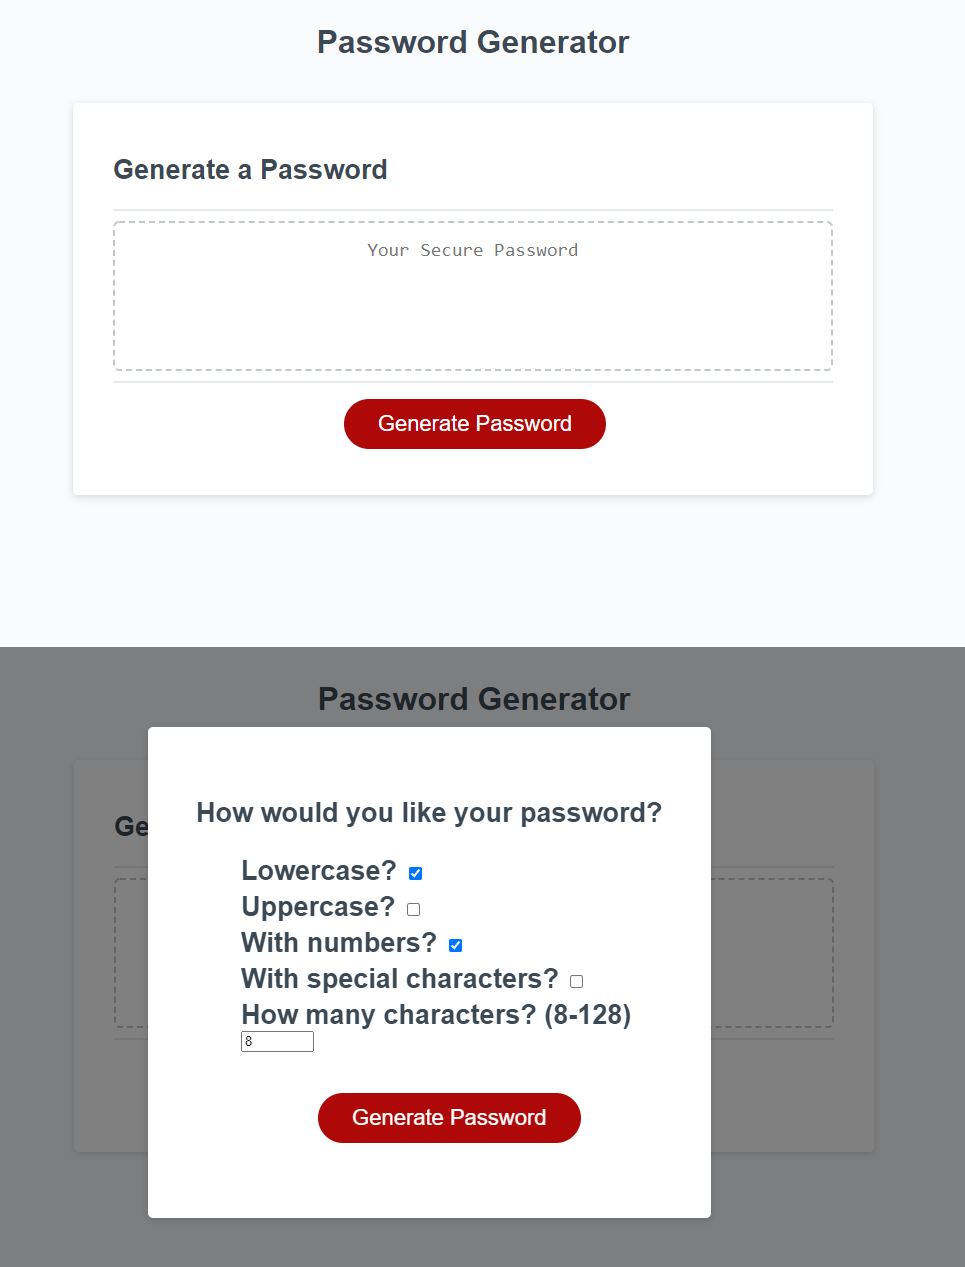 Password Generator
Generate a Password
Your Secure Password
Generate Password
Password Generator
Ge
How would you like your password?
Lowercase?
Uppercase?
With numbers?
With special characters?
How many characters? (8-128)
8
Generate Password